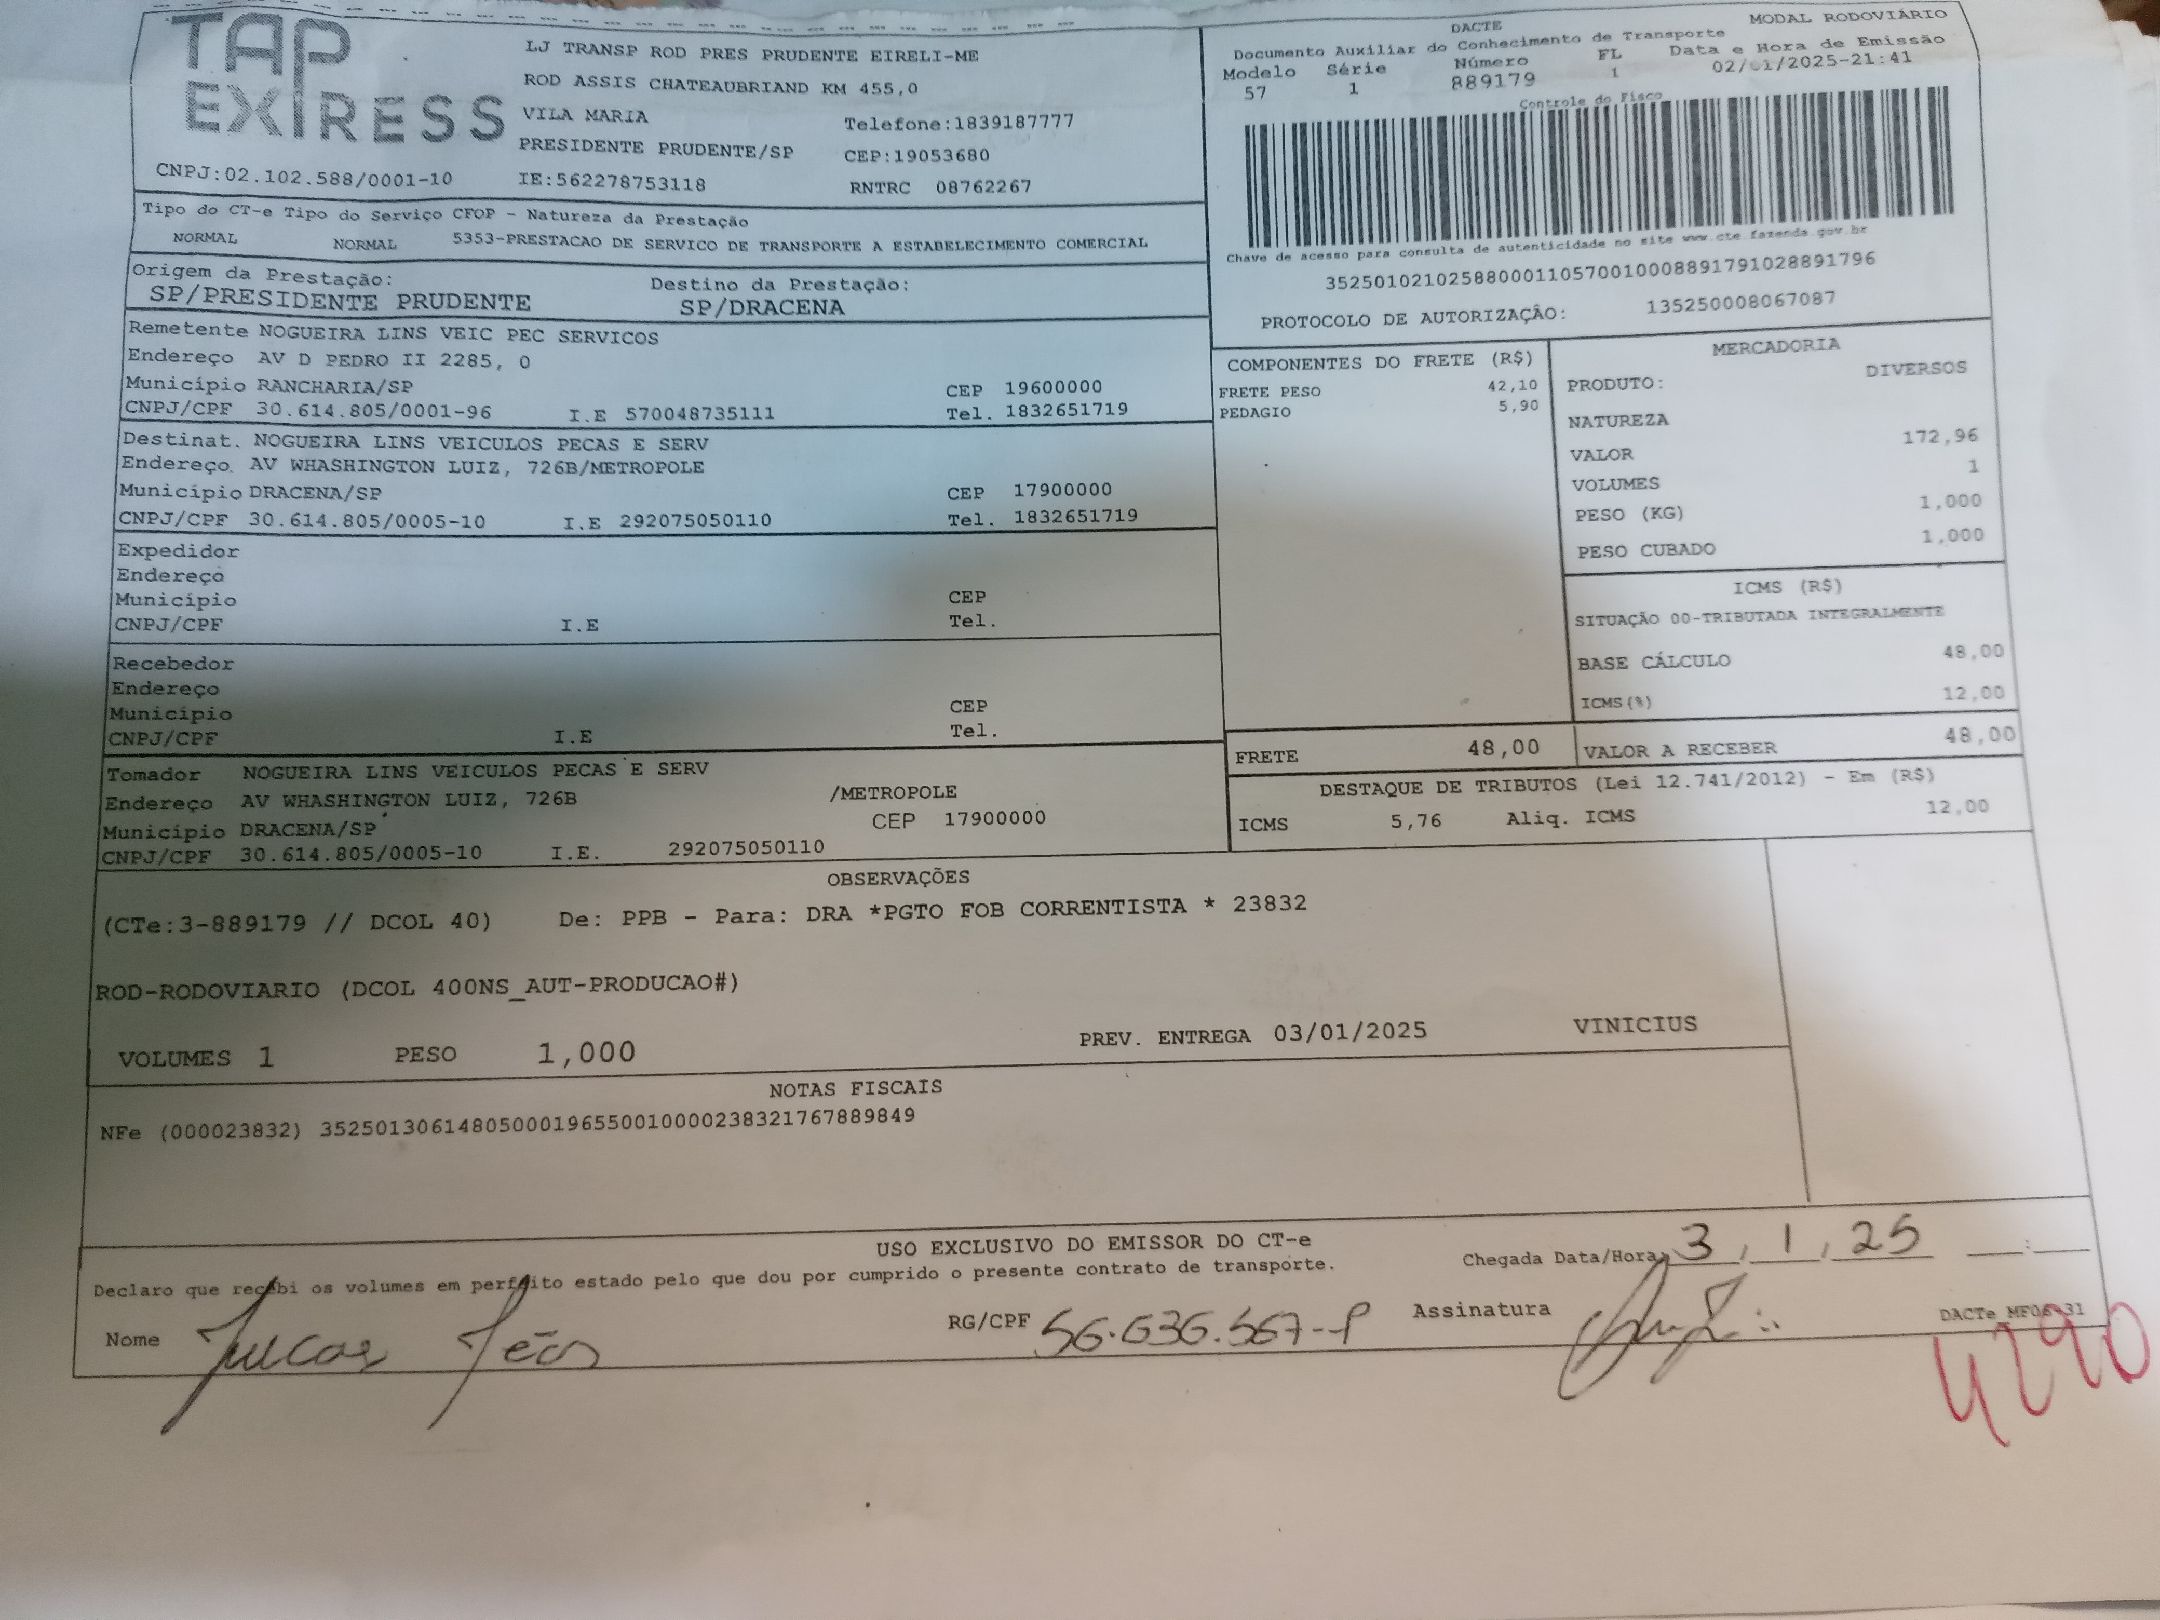 TAP
EXPRESS
LJ TRANSP ROD PRES PRUDENTE EIRELI-ME
ROD ASSIS CHATEAUBRIAND KM 455,0
VILA MARIA Telefone:1839187777
PRESIDENTE PRUDENTE/SP CEP:19053680
CNPJ:02.102.588/0001-10 IE:562278753118 RNTRC 08762267
DACTE MODAL RODOVIÁRIO
Documento Auxiliar do Conhecimento de Transporte
Modelo Série Número FL Data e Hora de Emissão
57 1 889179 1 02/01/2025-21:41
Controle do Fisco
Chave de acesso para consulta de autenticidade no site www.cte.fazenda.gov.br
35250102102588000110570010008891791028891796
PROTOCOLO DE AUTORIZAÇÃO: 135250008067087
Tipo do CT-e Tipo do Serviço CFOP - Natureza da Prestação
NORMAL NORMAL 5353-PRESTACAO DE SERVICO DE TRANSPORTE A ESTABELECIMENTO COMERCIAL
Origem da Prestação: Destino da Prestação:
SP/PRESIDENTE PRUDENTE SP/DRACENA
Remetente NOGUEIRA LINS VEIC PEC SERVICOS
Endereço AV D PEDRO II 2285, 0
Município RANCHARIA/SP CEP 19600000
CNPJ/CPF 30.614.805/0001-96 I.E 570048735111 Tel. 1832651719
Destinat. NOGUEIRA LINS VEICULOS PECAS E SERV
Endereço. AV WHASHINGTON LUIZ, 726B/METROPOLE
Município DRACENA/SP CEP 17900000
CNPJ/CPF 30.614.805/0005-10 I.E 292075050110 Tel. 1832651719
Expedidor
Endereço
Município CEP
CNPJ/CPF I.E Tel.
Recebedor
Endereço
Município CEP
CNPJ/CPF I.E Tel.
Tomador NOGUEIRA LINS VEICULOS PECAS E SERV
Endereço AV WHASHINGTON LUIZ, 726B /METROPOLE
Município DRACENA/SP CEP 17900000
CNPJ/CPF 30.614.805/0005-10 I.E. 292075050110
COMPONENTES DO FRETE (R$)
FRETE PESO 42,10
PEDAGIO 5,90
MERCADORIA
PRODUTO: DIVERSOS
NATUREZA
VALOR 172,96
VOLUMES 1
PESO (KG) 1,000
PESO CUBADO 1,000
ICMS (R$)
SITUAÇÃO 00-TRIBUTADA INTEGRALMENTE
BASE CÁLCULO 48,00
ICMS(%) 12,00
FRETE 48,00 VALOR A RECEBER 48,00
DESTAQUE DE TRIBUTOS (Lei 12.741/2012) - Em (R$)
ICMS 5,76 Aliq. ICMS 12,00
OBSERVAÇÕES
(CTe:3-889179 // DCOL 40) De: PPB - Para: DRA *PGTO FOB CORRENTISTA * 23832
ROD-RODOVIARIO (DCOL 400NS_AUT-PRODUCAO#)
VOLUMES 1 PESO 1,000 PREV. ENTREGA 03/01/2025 VINICIUS
NOTAS FISCAIS
NFe (000023832) 35250130614805000196550010000238321767889849
USO EXCLUSIVO DO EMISSOR DO CT-e
Declaro que recebi os volumes em perfeito estado pelo que dou por cumprido o presente contrato de transporte.
Chegada Data/Hora 3, 1, 25 :
Nome RG/CPF 56.636.567-P Assinatura
DACTe_MF06.31
4290